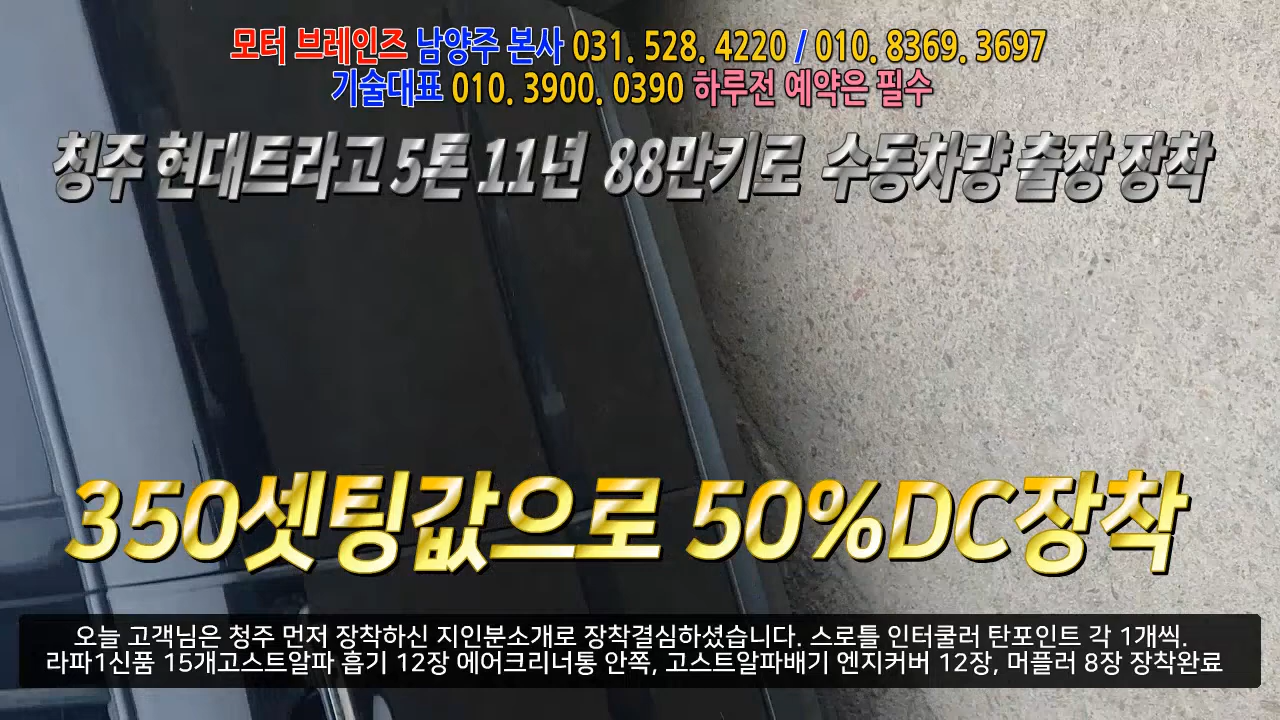 모터 브레인즈 남양주 본사 031. 528. 4220 / 010. 8369. 3697
기술대표 010. 3900. 0390 하루전 예약은 필수
청주 현대트라고 5톤 11년 88만키로 수동차량 출장 장착
350셋팅값으로 50%DC장착
오늘 고객님은 청주 먼저 장착하신 지인분소개로 장착결심하셨습니다. 스로틀 인터쿨러 탄포인트 각 1개씩.
라파1신품 15개고스트알파 흡기 12장 에어크리너통 안쪽, 고스트알파배기 엔지커버 12장, 머플러 8장 장착완료